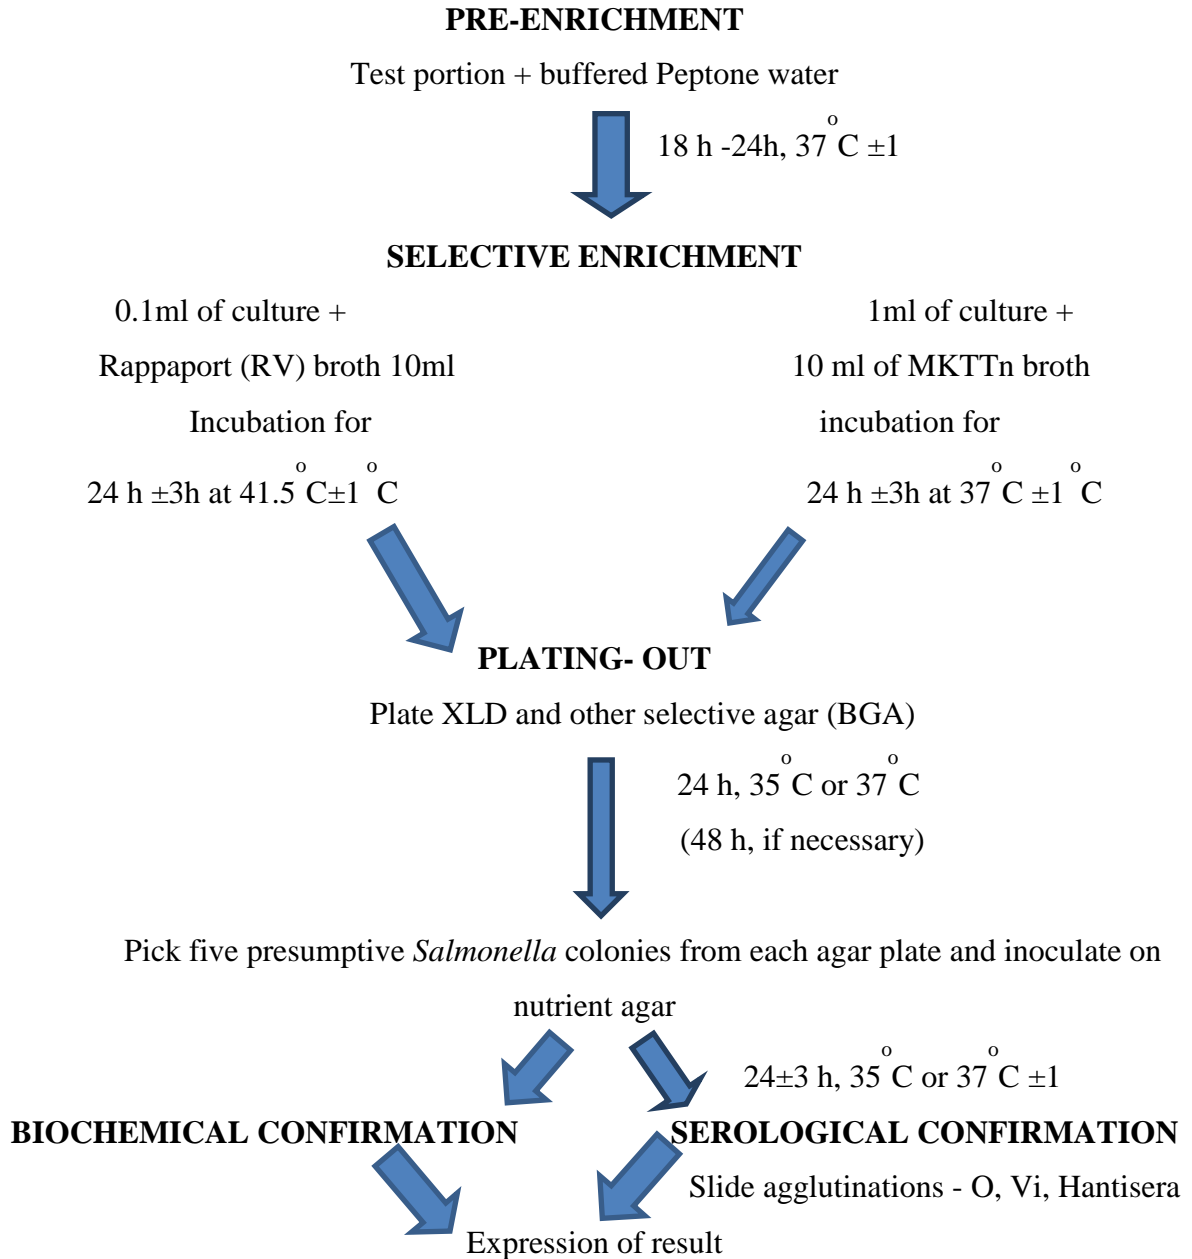 PRE-ENRICHMENT
Test portion + buffered Peptone water
18 h -24h, 37°C ±1
SELECTIVE ENRICHMENT
0.1ml of culture +
Rappaport (RV) broth 10ml
Incubation for
24 h ±3h at 41.5°C±1 °C
1ml of culture +
10 ml of MKTTn broth
incubation for
24 h ±3h at 37°C ±1 °C
PLATING- OUT
Plate XLD and other selective agar (BGA)
24 h, 35°C or 37°C
(48 h, if necessary)
Pick five presumptive Salmonella colonies from each agar plate and inoculate on
nutrient agar
24±3 h, 35°C or 37°C ±1
BIOCHEMICAL CONFIRMATION
SEROLOGICAL CONFIRMATION
Slide agglutinations - O, Vi, Hantisera
Expression of result